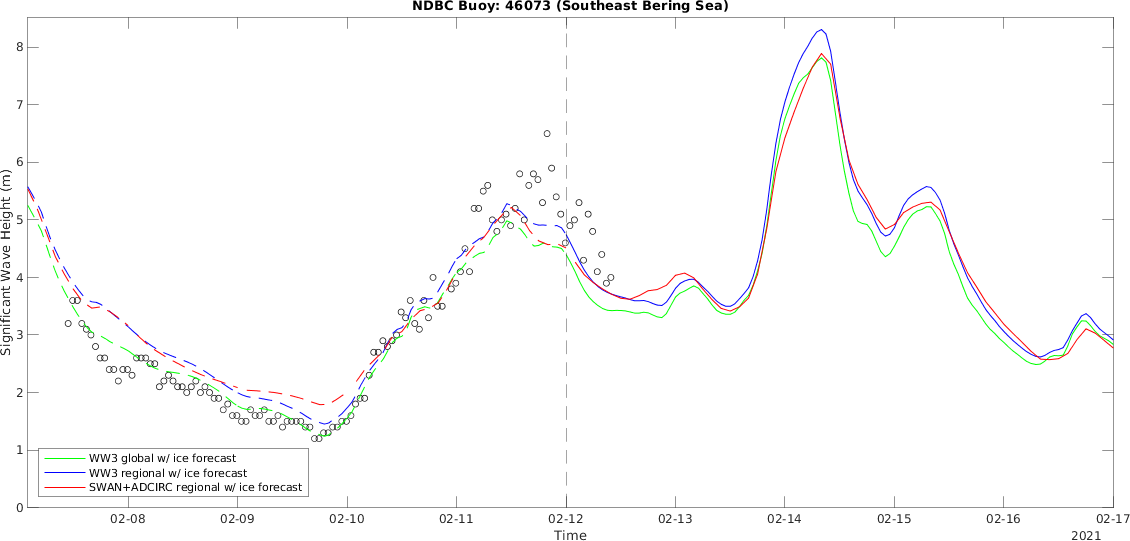 NDBC Buoy: 46073 (Southeast Bering Sea)
Significant Wave Height (m)
8
7
6
5
4
3
2
1
0
WW3 global w/ ice forecast
WW3 regional w/ ice forecast
SWAN+ADCIRC regional w/ ice forecast
02-08 02-09 02-10 02-11 02-12 02-13 02-14 02-15 02-16 02-17
Time
2021